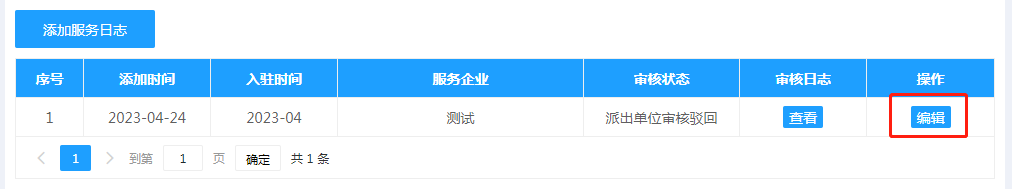 添加服务日志
序号 添加时间 入驻时间 服务企业 审核状态 审核日志 操作
1 2023-04-24 2023-04 测试 派出单位审核驳回 查看 编辑
1 到第 1 页 确定 共 1 条